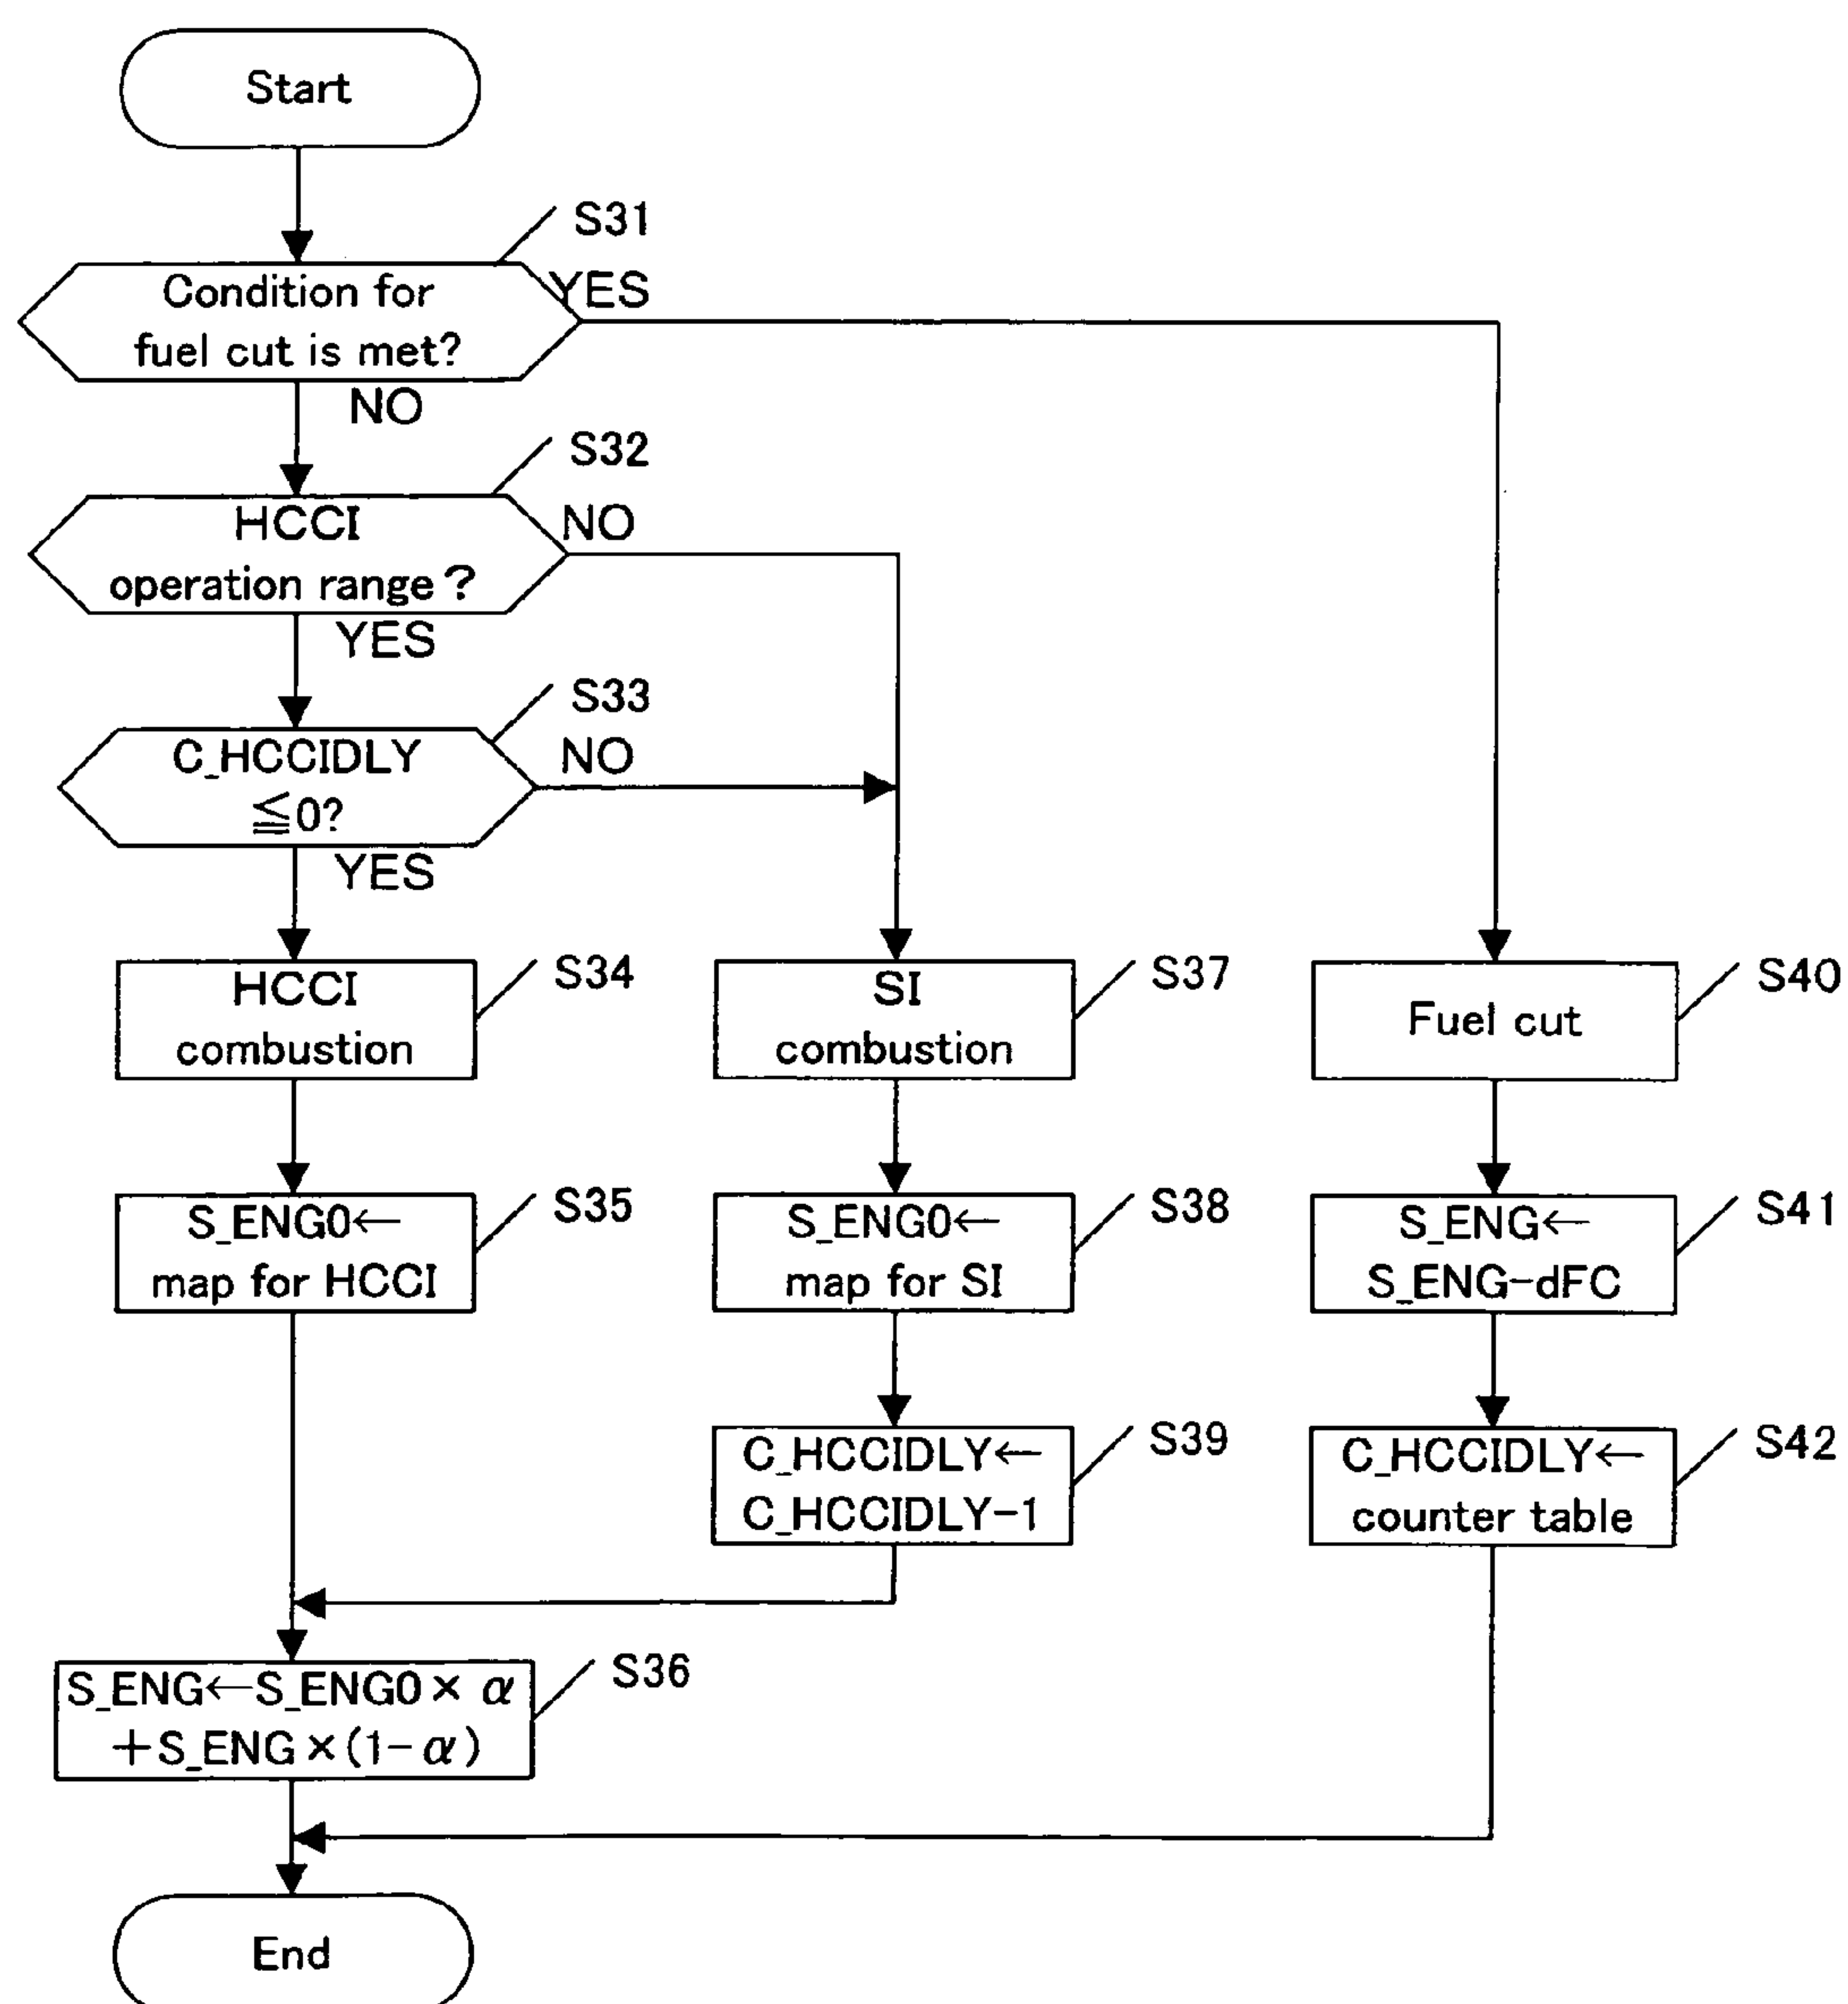 Start
S31
Condition for
fuel cut is met?
YES
NO
S32
HCCI
operation range?
NO
YES
S33
C_HCCIDLY
≦0?
NO
YES
HCCI
combustion
S34
SI
combustion
S37
Fuel cut
S40
S_ENG0←
map for HCCI
S35
S_ENG0←
map for SI
S38
S_ENG←
S_ENG-dFC
S41
C_HCCIDLY←
C_HCCIDLY-1
S39
C_HCCIDLY←
counter table
S42
S_ENG←S_ENG0× α
+S_ENG×(1-α)
S36
End